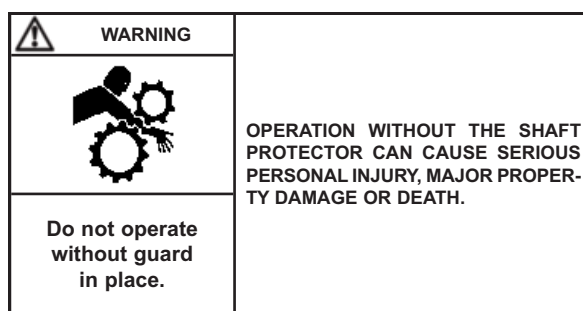 WARNING
Do not operate
without guard
in place.
OPERATION WITHOUT THE SHAFT
PROTECTOR CAN CAUSE SERIOUS
PERSONAL INJURY, MAJOR PROPER-
TY DAMAGE OR DEATH.